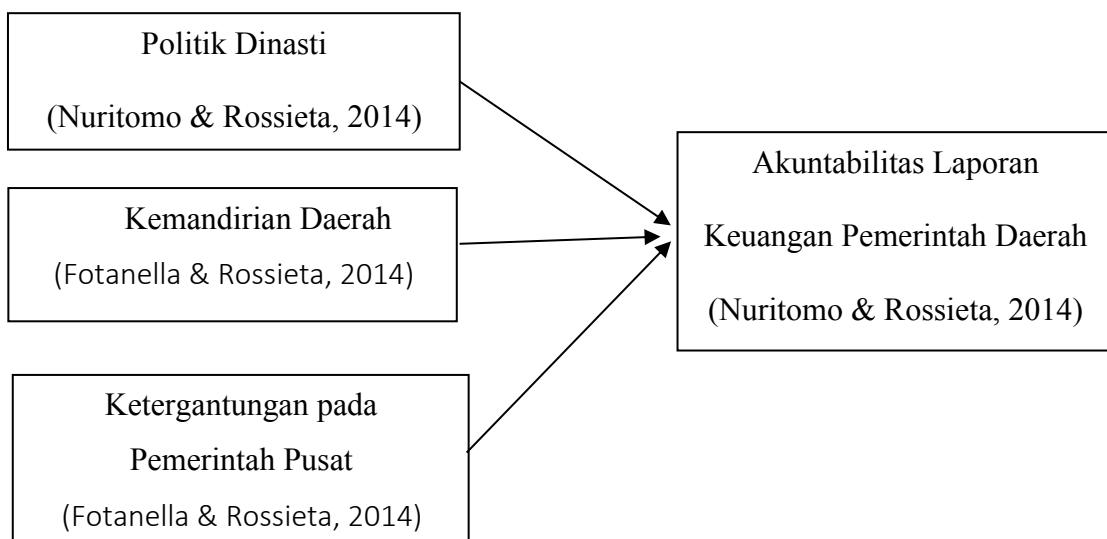 Politik Dinasti
(Nuritomo & Rossieta, 2014)
Kemandirian Daerah
(Fotanella & Rossieta, 2014)
Ketergantungan pada
Pemerintah Pusat
(Fotanella & Rossieta, 2014)
Akuntabilitas Laporan
Keuangan Pemerintah Daerah
(Nuritomo & Rossieta, 2014)